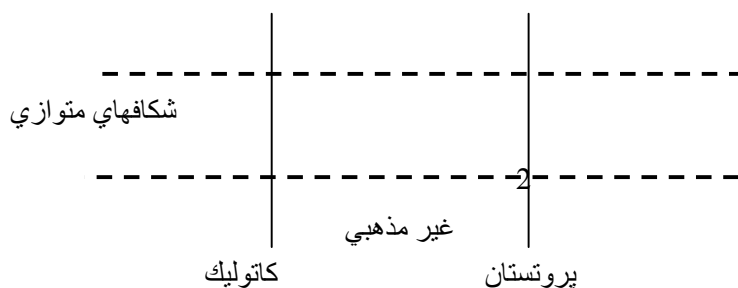 شكافهاي متوازي
2
غير مذهبي
پروتستان
كاتوليك